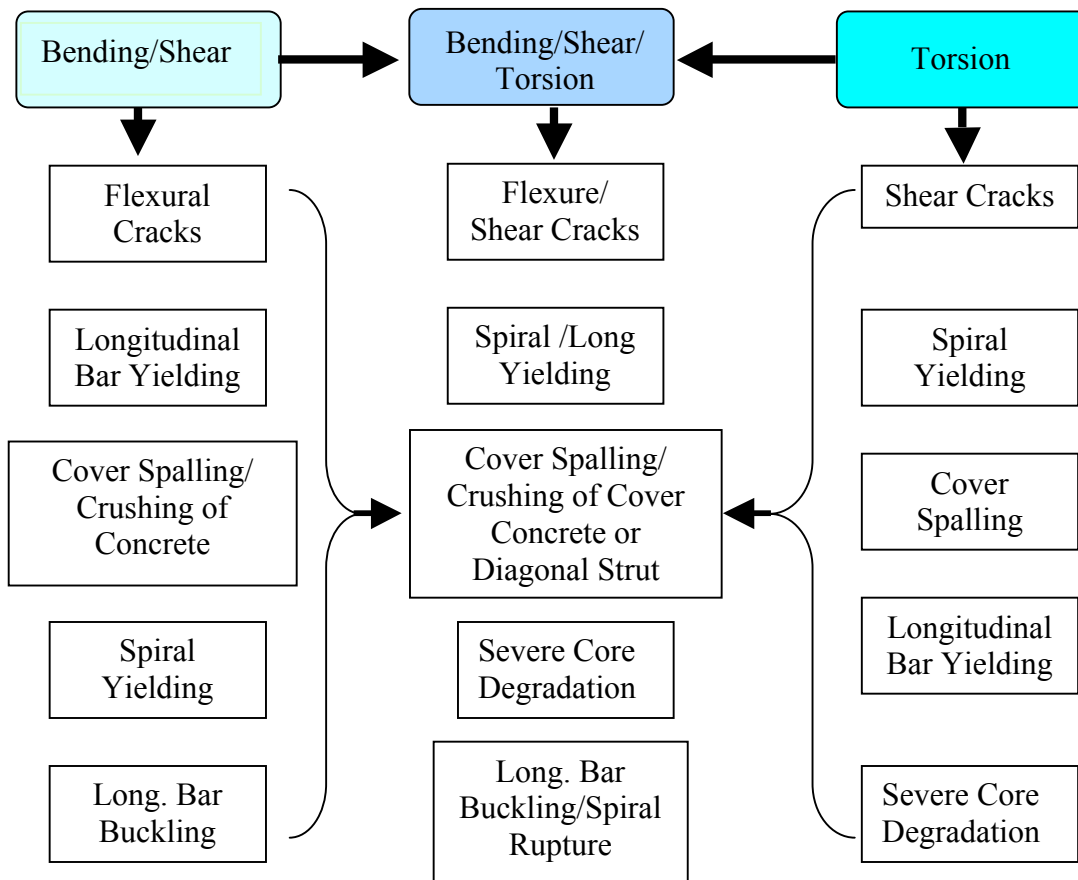 Bending/Shear
Bending/Shear/
Torsion
Torsion
Flexural
Cracks
Flexure/
Shear Cracks
Shear Cracks
Longitudinal
Bar Yielding
Spiral /Long
Yielding
Spiral
Yielding
Cover Spalling/
Crushing of
Concrete
Cover Spalling/
Crushing of Cover
Concrete or
Diagonal Strut
Cover
Spalling
Spiral
Yielding
Severe Core
Degradation
Longitudinal
Bar Yielding
Long. Bar
Buckling
Long. Bar
Buckling/Spiral
Rupture
Severe Core
Degradation